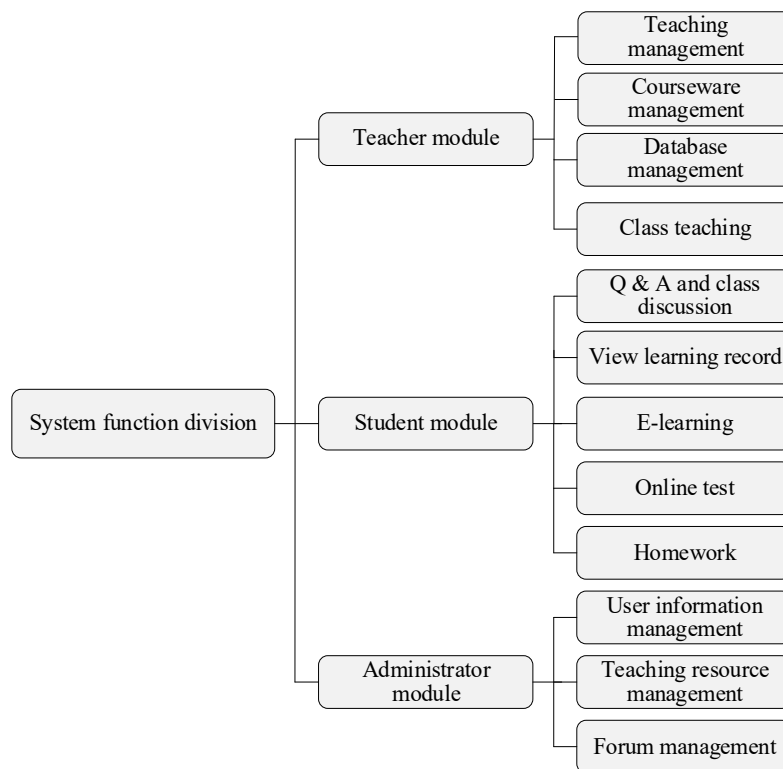 Teaching
management
Courseware
management
Teacher module
Database
management
Class teaching
Q & A and class
discussion
View learning record
System function division
Student module
E-learning
Online test
Homework
User information
management
Administrator
module
Teaching resource
management
Forum management